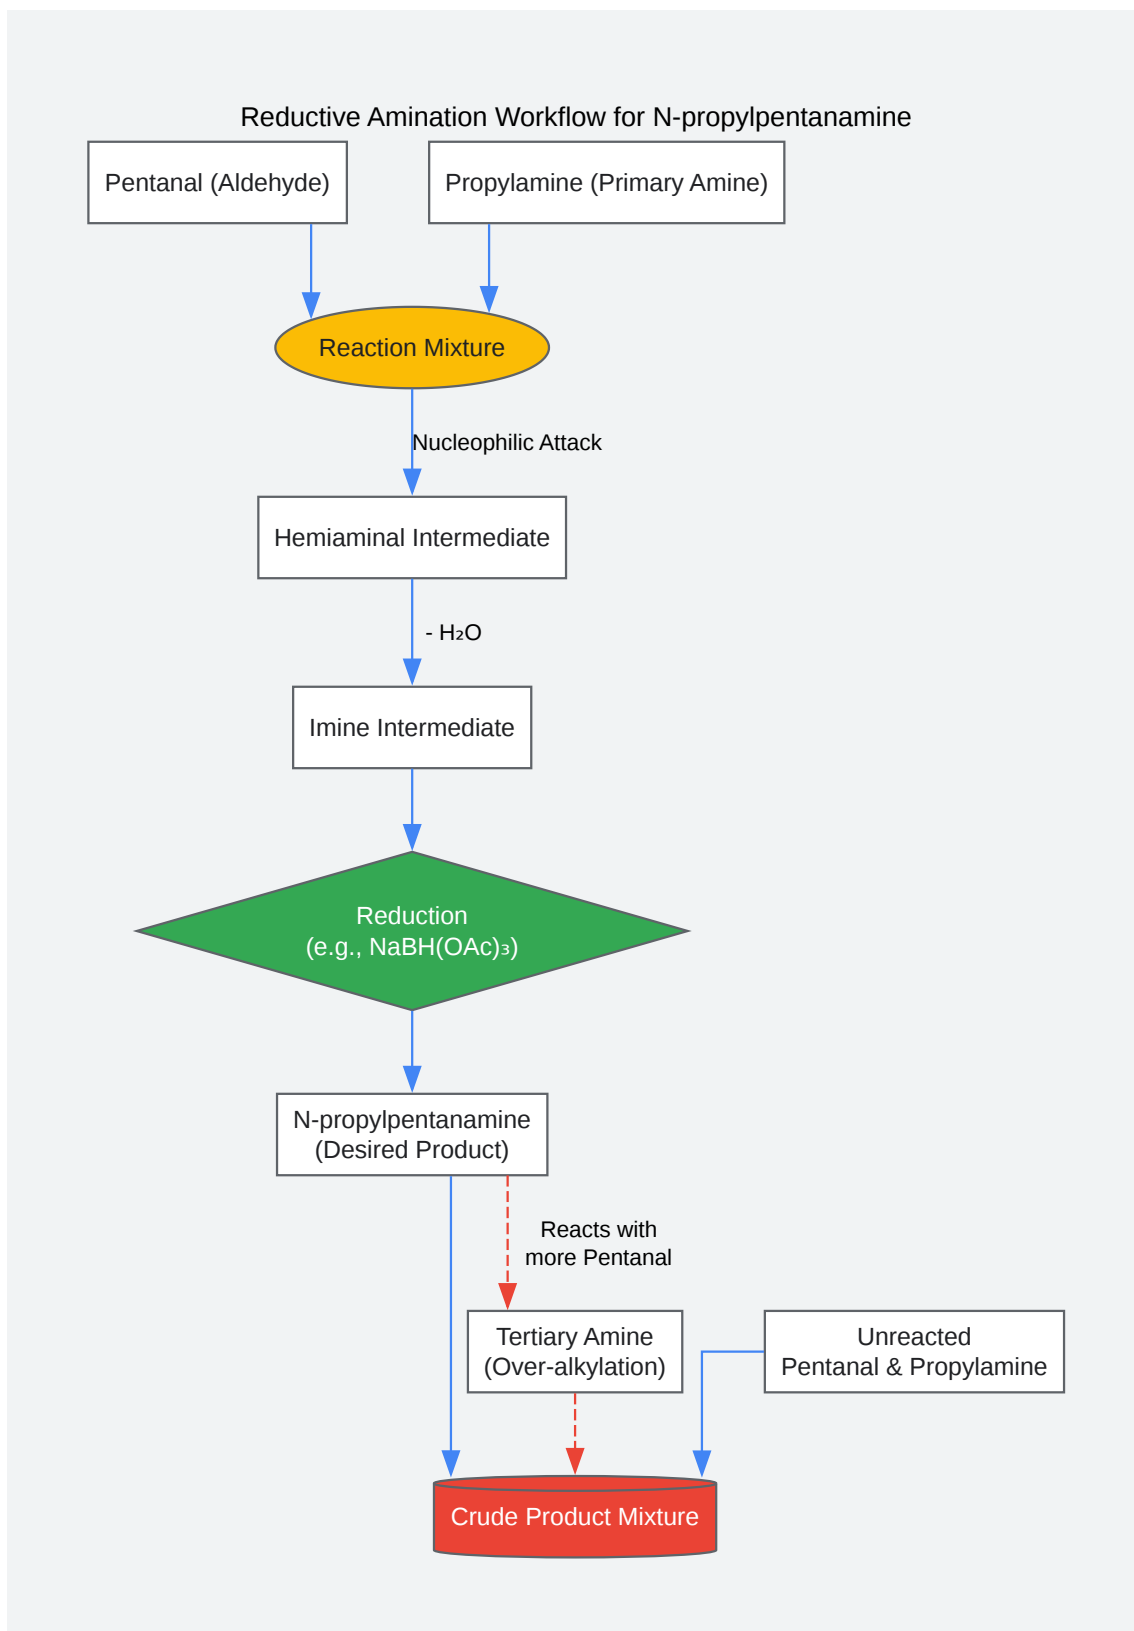 Reductive Amination Workflow for N-propylpentanamine
Pentanal (Aldehyde)
Propylamine (Primary Amine)
Reaction Mixture
Nucleophilic Attack
Hemiaminal Intermediate
- H₂O
Imine Intermediate
Reduction
(e.g., NaBH(OAc)₃)
N-propylpentanamine
(Desired Product)
Reacts with
more Pentanal
Tertiary Amine
(Over-alkylation)
Unreacted
Pentanal & Propylamine
Crude Product Mixture